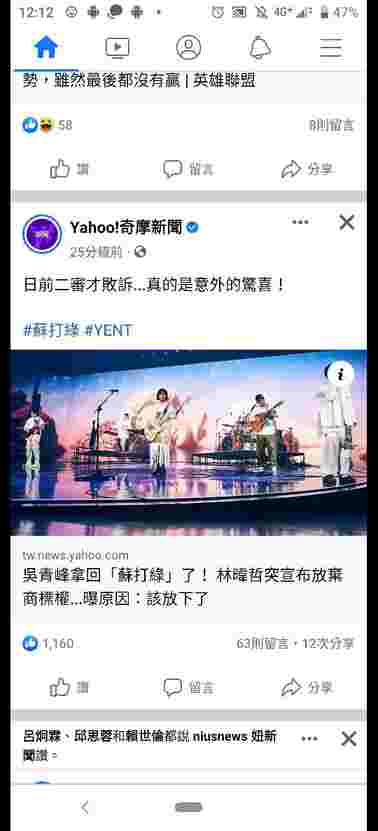 12:12
4G+
47%
勢，雖然最後都沒有贏 | 英雄聯盟
58
8則留言
讚
留言
分享
Yahoo!奇摩新聞
25分鐘前
日前二審才敗訴...真的是意外的驚喜！
#蘇打綠 #YENT
i
tw.news.yahoo.com
吳青峰拿回「蘇打綠」了！ 林暐哲突宣布放棄
商標權...曝原因：該放下了
1,160
63則留言・12次分享
讚
留言
分享
呂炯霖、邱思蓉和賴世倫都說 niusnews 妞新
聞讚。